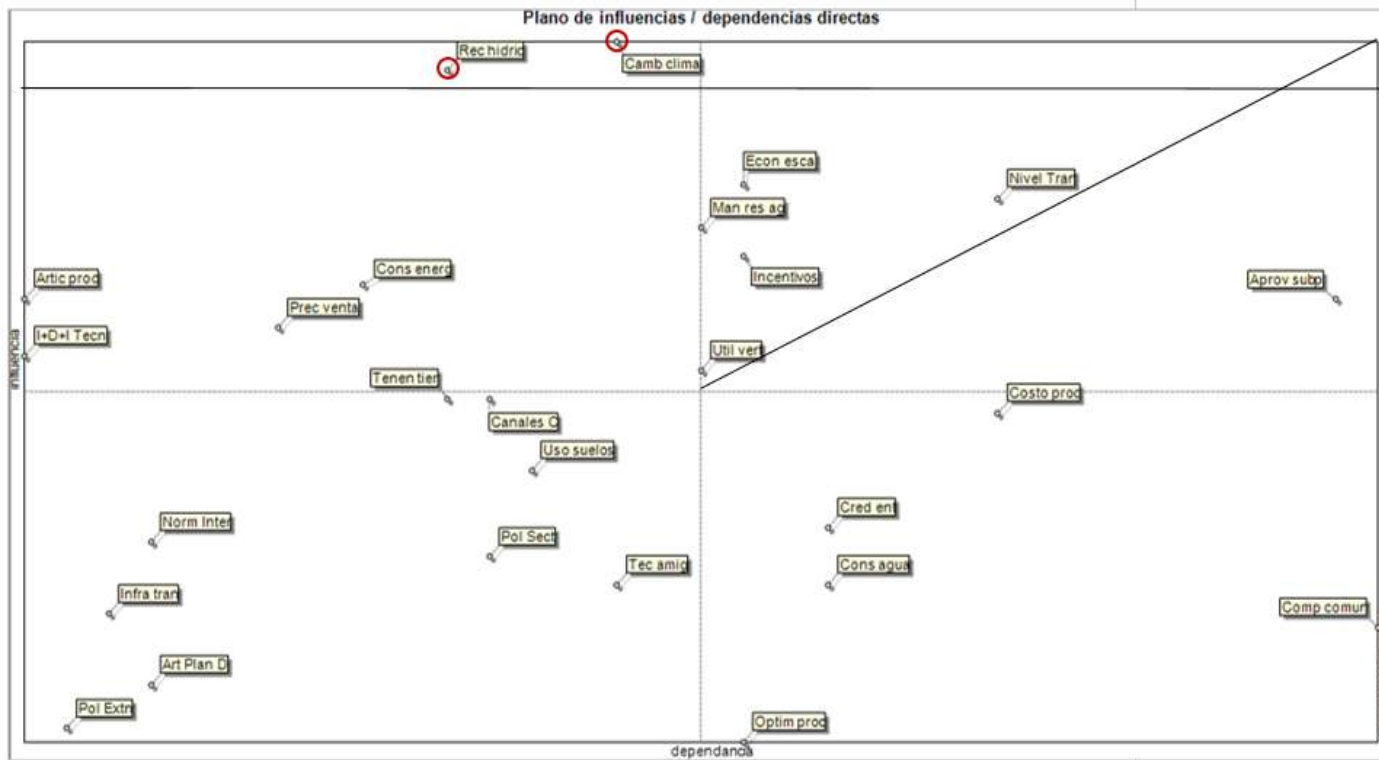 Plano de influencias / dependencias directas
Rec hidric
Camb clima
Econ esca
Nivel Tran
Man res ag
Cons energ
Incentivos
Artic prod
Aprov subp
Prec venta
I+D+I Tecn
influencia
Util vert
Tenen tier
Costo prod
Canales C
Uso suelos
Cred ent
Norm Inter
Pol Sect
Tec amig
Cons agua
Infra tran
Comp comun
Art Plan D
Pol Extr
Optim prod
dependancia